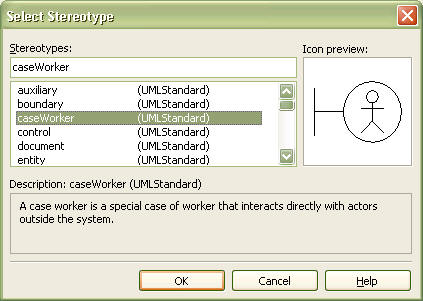 Select Stereotype
Stereotypes:
Icon preview:
caseWorker
auxiliary (UMLStandard)
boundary (UMLStandard)
caseWorker (UMLStandard)
control (UMLStandard)
document (UMLStandard)
entity (UMLStandard)
Description: caseWorker (UMLStandard)
A case worker is a special case of worker that interacts directly with actors
outside the system.
OK
Cancel
Help